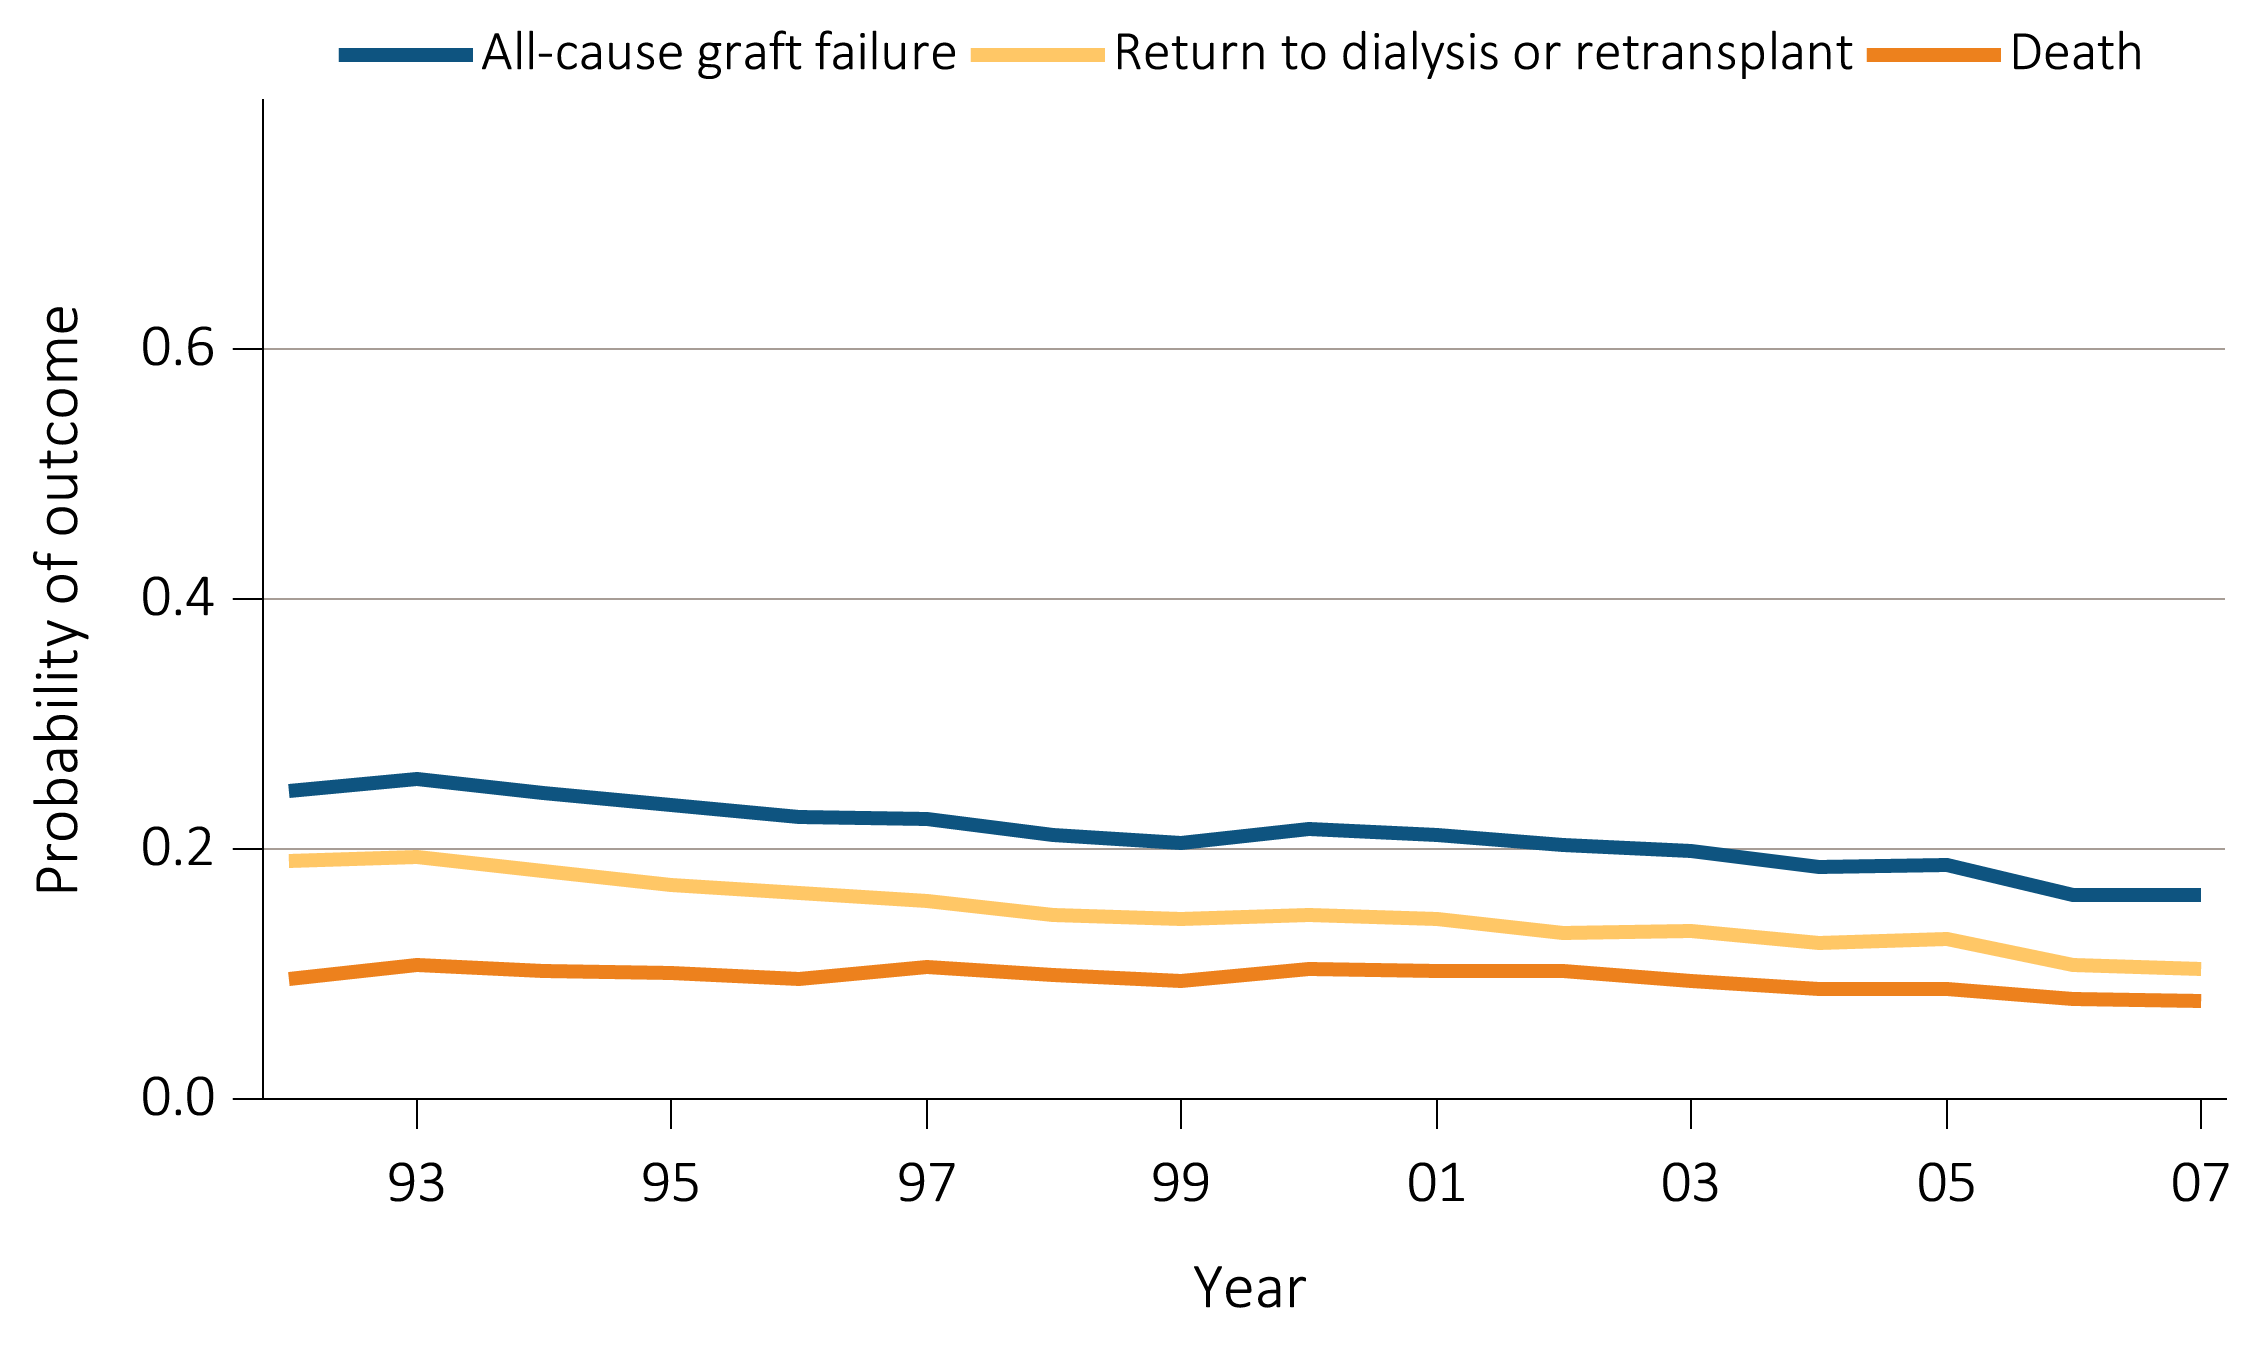 All-cause graft failure Return to dialysis or retransplant Death
Probability of outcome
0.6
0.4
0.2
0.0
93 95 97 99 01 03 05 07
Year